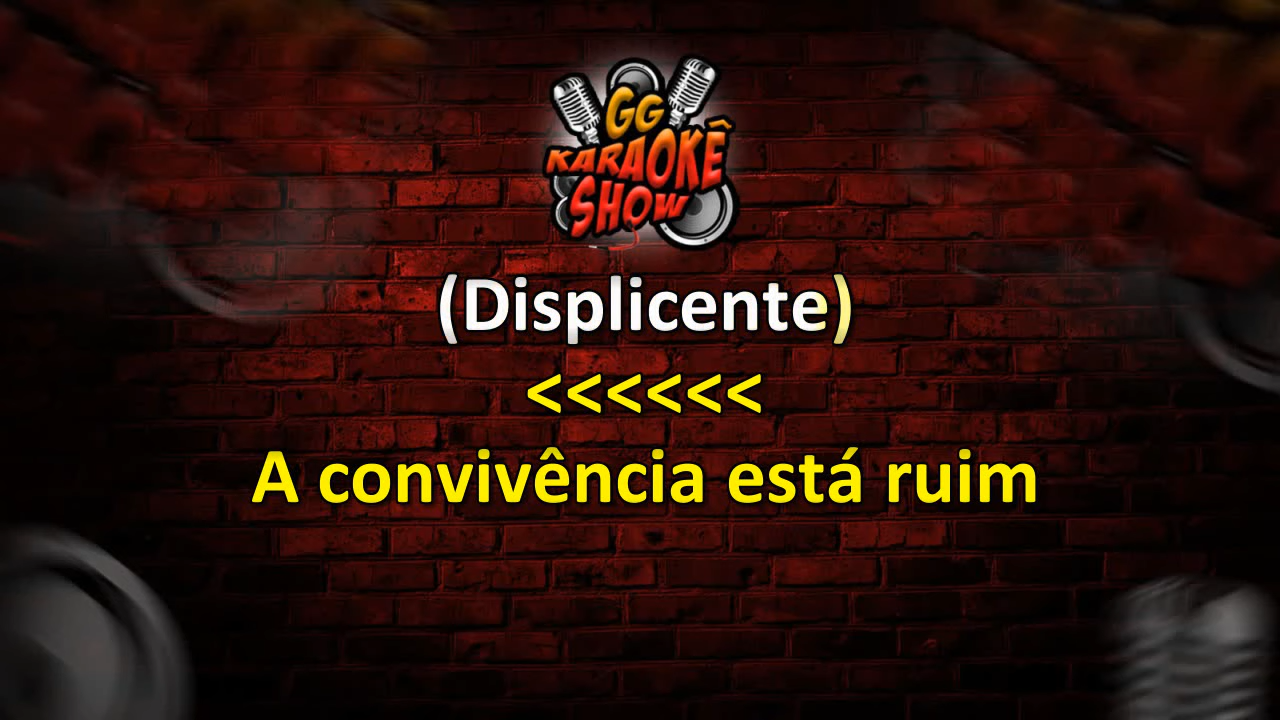 GG
KARAOKÊ
SHOW
(Displicente)
<<<<<<
A convivência está ruim